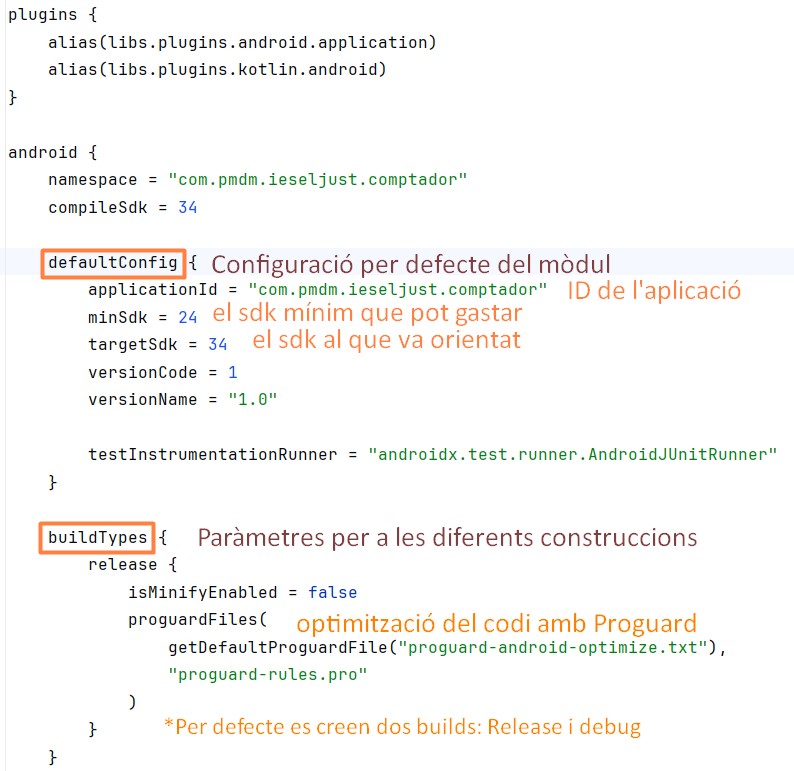 plugins {
    alias(libs.plugins.android.application)
    alias(libs.plugins.kotlin.android)
}

android {
    namespace = "com.pmdm.ieseljust.comptador"
    compileSdk = 34

    defaultConfig { Configuració per defecte del mòdul
        applicationId = "com.pmdm.ieseljust.comptador" ID de l'aplicació
        minSdk = 24 el sdk mínim que pot gastar
        targetSdk = 34 el sdk al que va orientat
        versionCode = 1
        versionName = "1.0"

        testInstrumentationRunner = "androidx.test.runner.AndroidJUnitRunner"
    }

    buildTypes { Paràmetres per a les diferents construccions
        release {
            isMinifyEnabled = false
            proguardFiles( optimització del codi amb Proguard
                getDefaultProguardFile("proguard-android-optimize.txt"),
                "proguard-rules.pro"
            )
        } *Per defecte es creen dos builds: Release i debug
    }